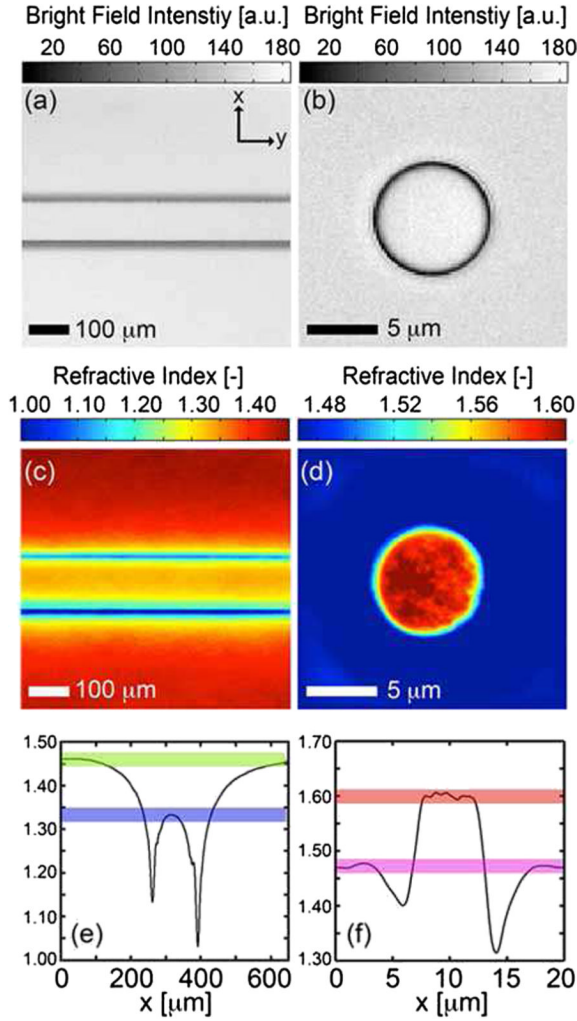 Bright Field Intenstiy [a.u.] Bright Field Intensity [a.u.]
20 60 100 140 180 20 60 100 140 180
(a) x y (b)
100 μm 5 μm
Refractive Index [-] Refractive Index [-]
1.00 1.10 1.20 1.30 1.40 1.48 1.52 1.56 1.60
(c) (d)
100 μm 5 μm
1.50 1.70
1.40 1.60
1.30 1.50
1.20
1.10 1.40
1.00 (e) 1.30 (f)
0 200 400 600 0 5 10 15 20
x [μm] x [μm]